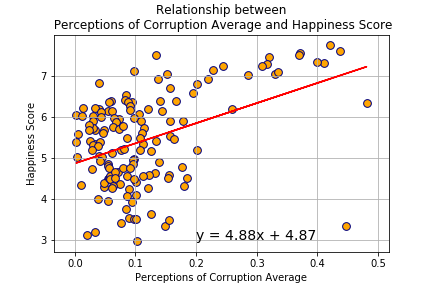 Relationship between
Perceptions of Corruption Average and Happiness Score
Happiness Score
7
6
5
4
3
y = 4.88x + 4.87
0.0 0.1 0.2 0.3 0.4 0.5
Perceptions of Corruption Average